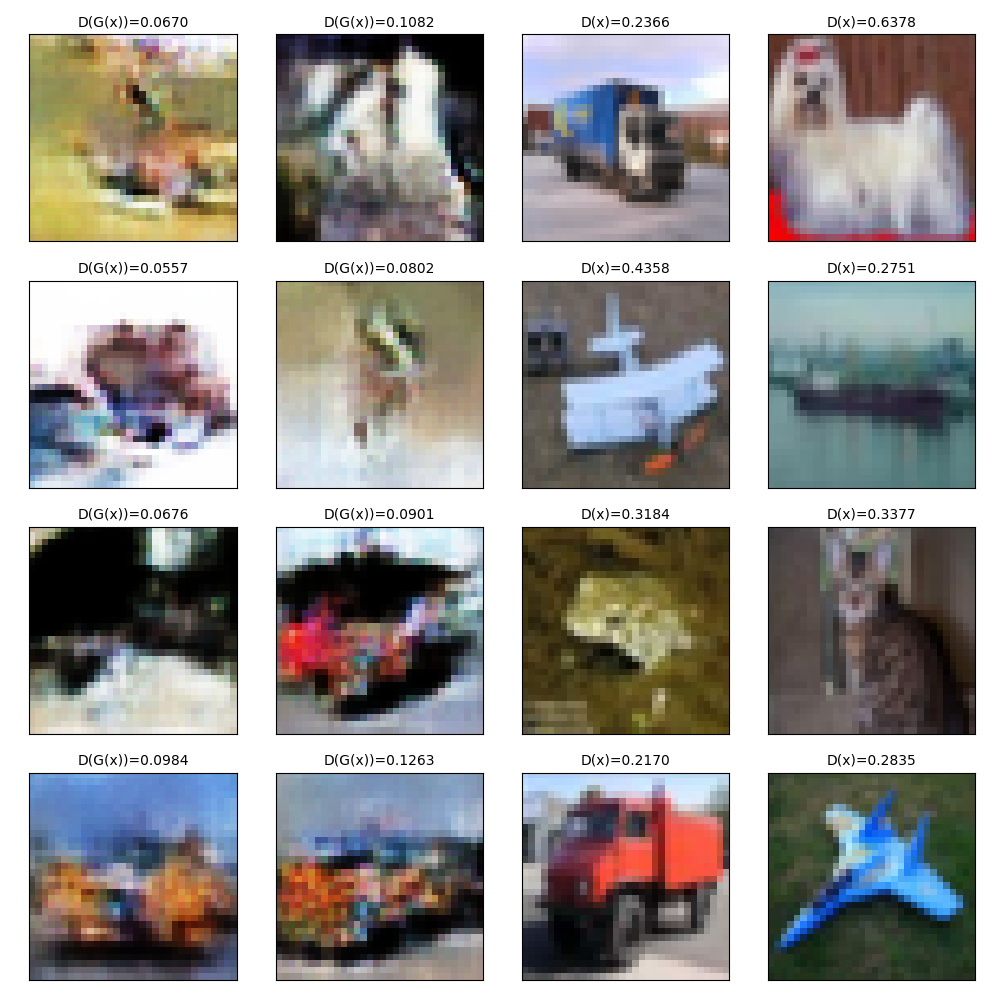 D(G(x))=0.0670
D(G(x))=0.1082
D(x)=0.2366
D(x)=0.6378
D(G(x))=0.0557
D(G(x))=0.0802
D(x)=0.4358
D(x)=0.2751
D(G(x))=0.0676
D(G(x))=0.0901
D(x)=0.3184
D(x)=0.3377
D(G(x))=0.0984
D(G(x))=0.1263
D(x)=0.2170
D(x)=0.2835